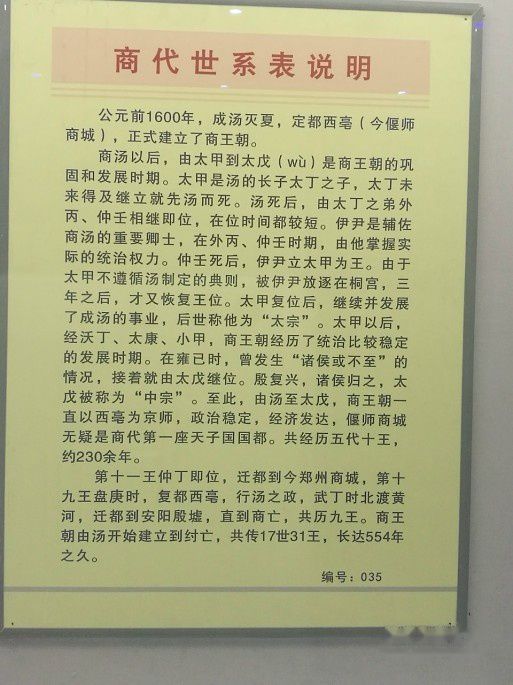 商代世系表说明
公元前1600年，成汤灭夏，定都西亳（今偃师
商城），正式建立了商王朝。
商汤以后，由太甲到太戊（wù）是商王朝的巩
固和发展时期。太甲是汤的长子太丁之子，太丁未
来得及继立就先汤而死。汤死后，由太丁之弟外
丙、仲壬相继即位，在位时间都较短。伊尹是辅佐
商汤的重要卿士，在外丙、仲壬时期，由他掌握实
际的统治权力。仲壬死后，伊尹立太甲为王。由于
太甲不遵循汤制定的典则，被伊尹放逐在桐宫，三
年之后，才又恢复王位。太甲复位后，继续并发展
了成汤的事业，后世称他为“太宗”。太甲以后，
经沃丁、太康、小甲，商王朝经历了统治比较稳定
的发展时期。在雍已时，曾发生“诸侯或不至”的
情况，接着就由太戊继位。殷复兴，诸侯归之，太
戊被称为“中宗”。至此，由汤至太戊，商王朝一
直以西亳为京师，政治稳定，经济发达，偃师商城
无疑是商代第一座天子国国都。共经历五代十王，
约230余年。
第十一王仲丁即位，迁都到今郑州商城，第十
九王盘庚时，复都西亳，行汤之政，武丁时北渡黄
河，迁都到安阳殷墟，直到商亡，共历九王。商王
朝由汤开始建立到纣亡，共传17世31王，长达554年
之久。
编号：035